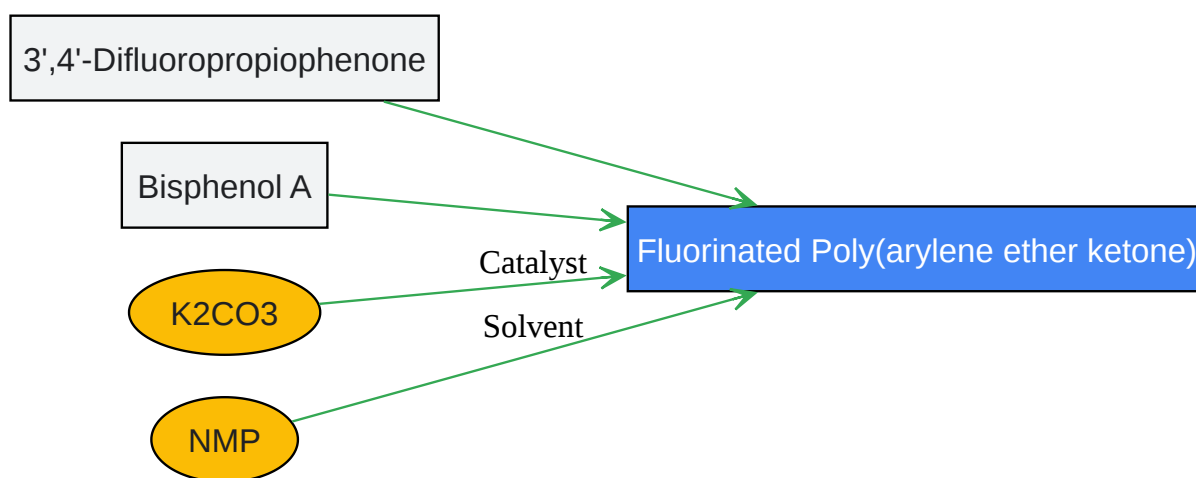 3',4'-Difluoropropiophenone
Bisphenol A
Catalyst
Fluorinated Poly(arylene ether ketone)
K2CO3
Solvent
NMP